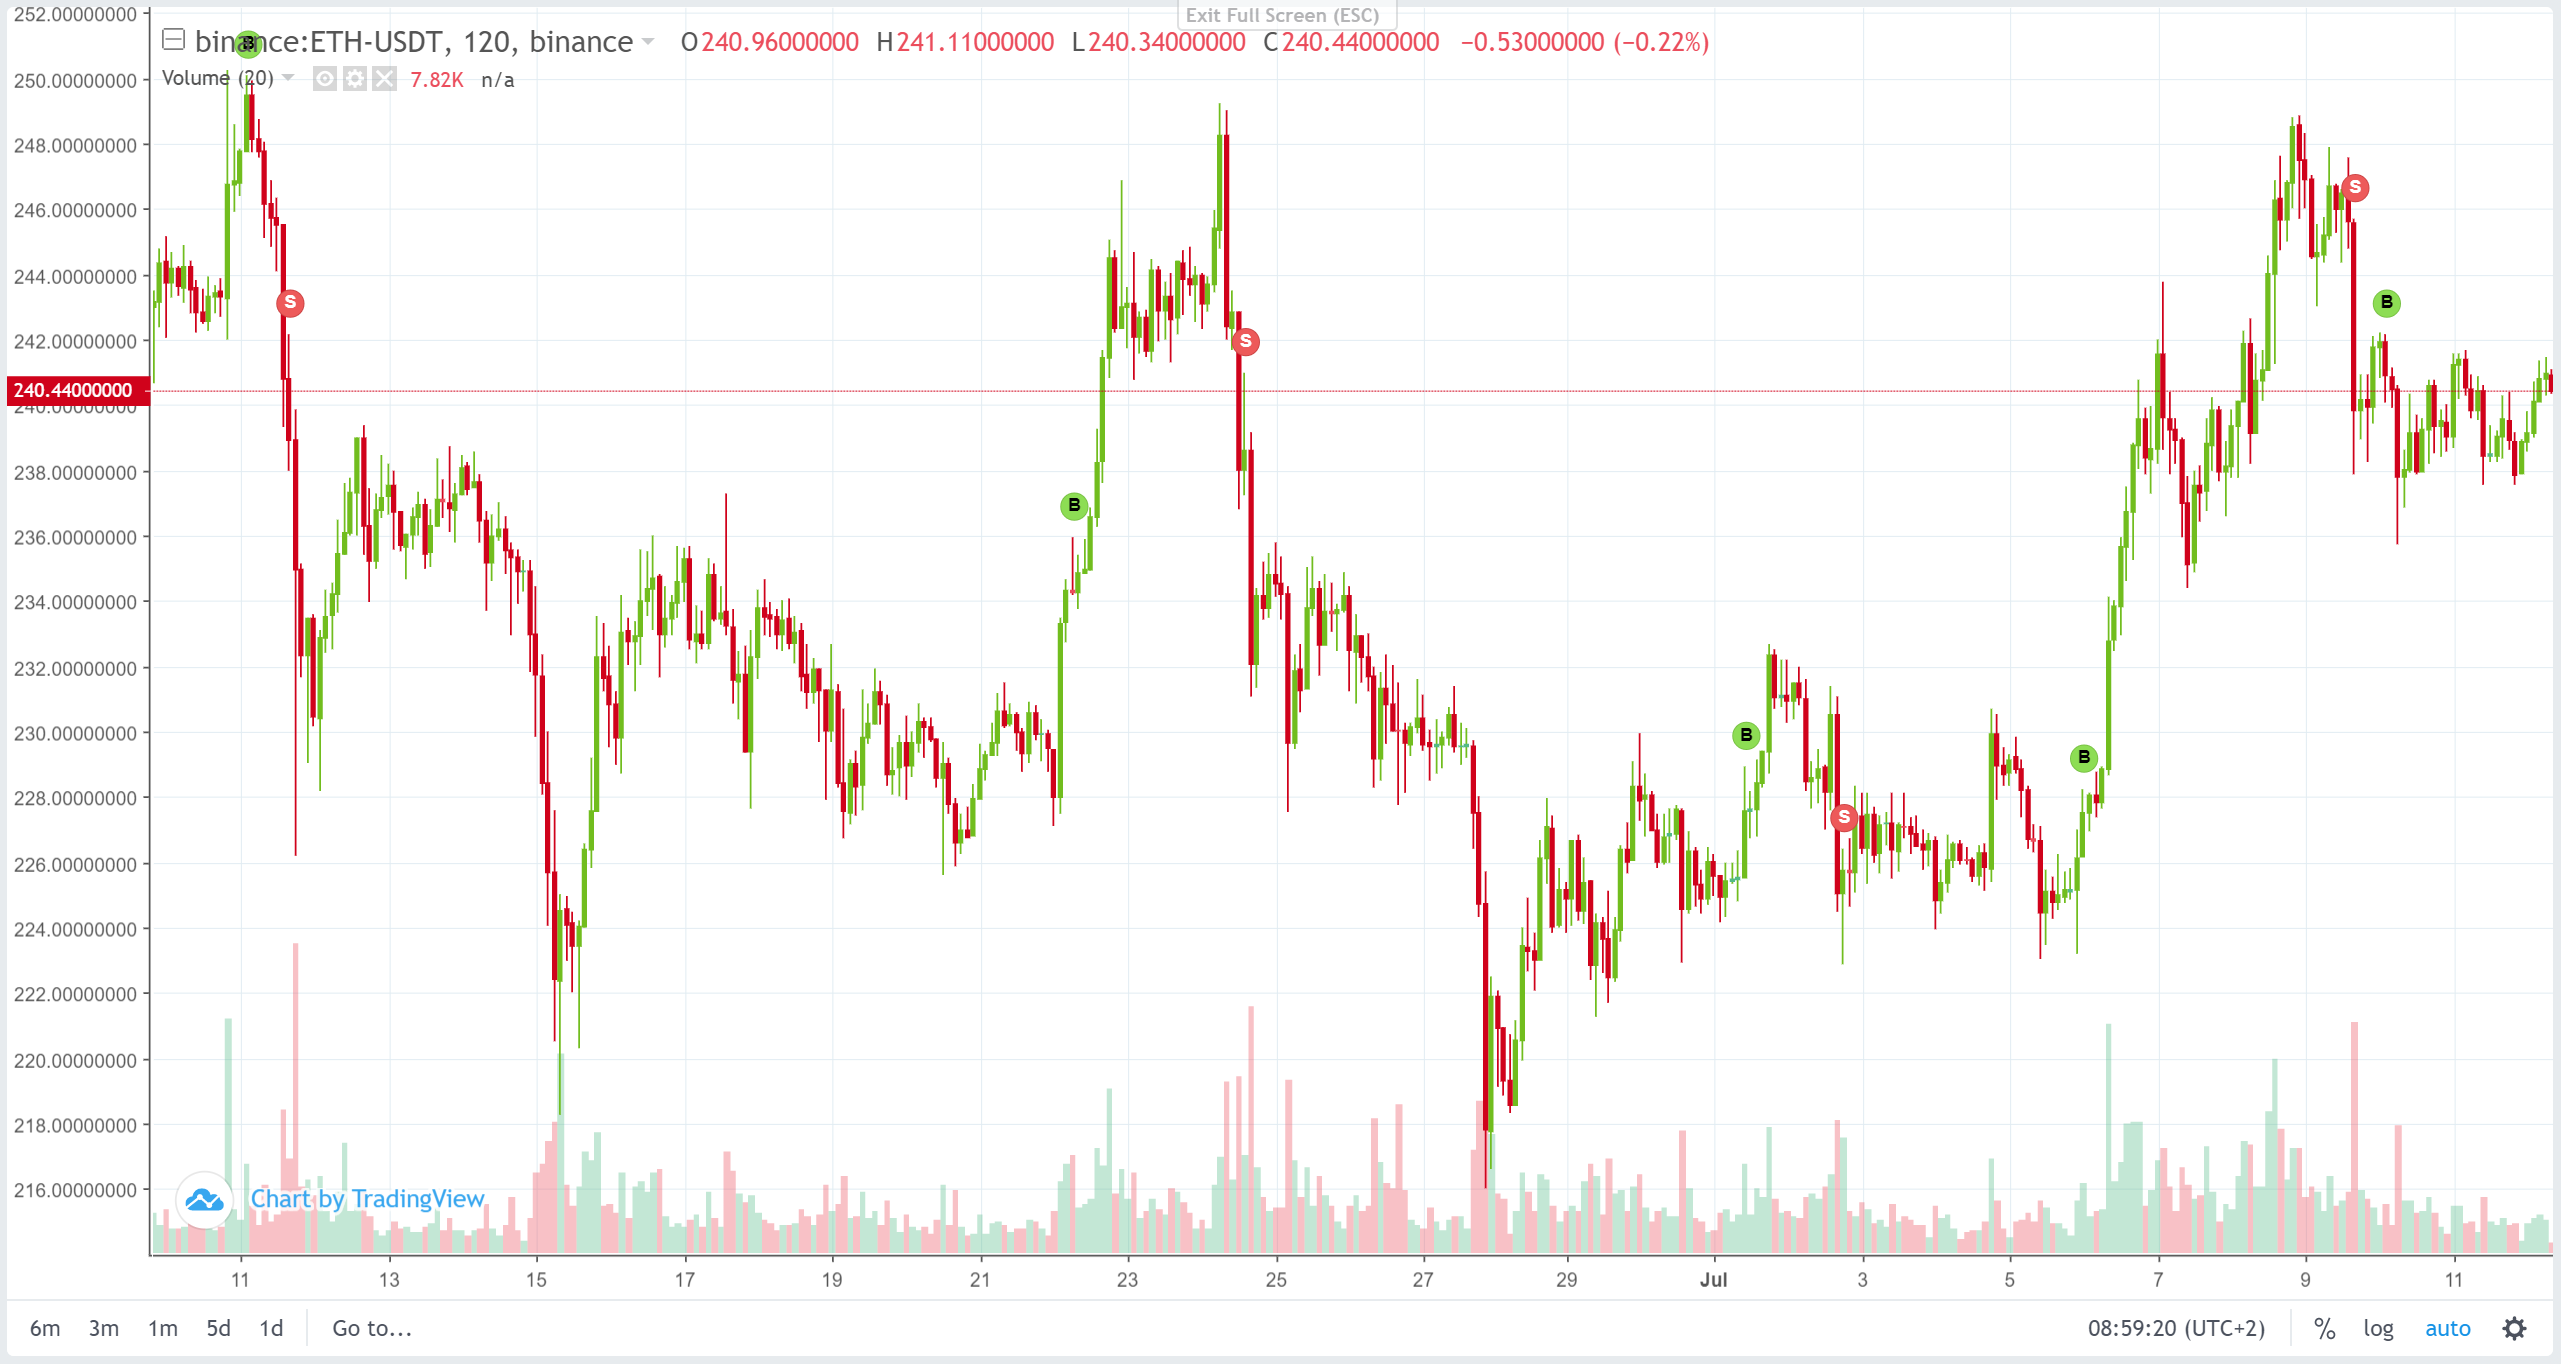 Exit Full Screen (ESC)
binance:ETH-USDT, 120, binance O240.96000000 H241.11000000 L240.34000000 C240.44000000 −0.53000000 (−0.22%)
Volume (20) 7.82K n/a
252.00000000
250.00000000
248.00000000
246.00000000
244.00000000
242.00000000
240.44000000
240.00000000
238.00000000
236.00000000
234.00000000
232.00000000
230.00000000
228.00000000
226.00000000
224.00000000
222.00000000
220.00000000
218.00000000
216.00000000
B
S
B
S
B
S
B
S
B
Chart by TradingView
11 13 15 17 19 21 23 25 27 29 Jul 3 5 7 9 11
6m 3m 1m 5d 1d Go to... 08:59:20 (UTC+2) % log auto